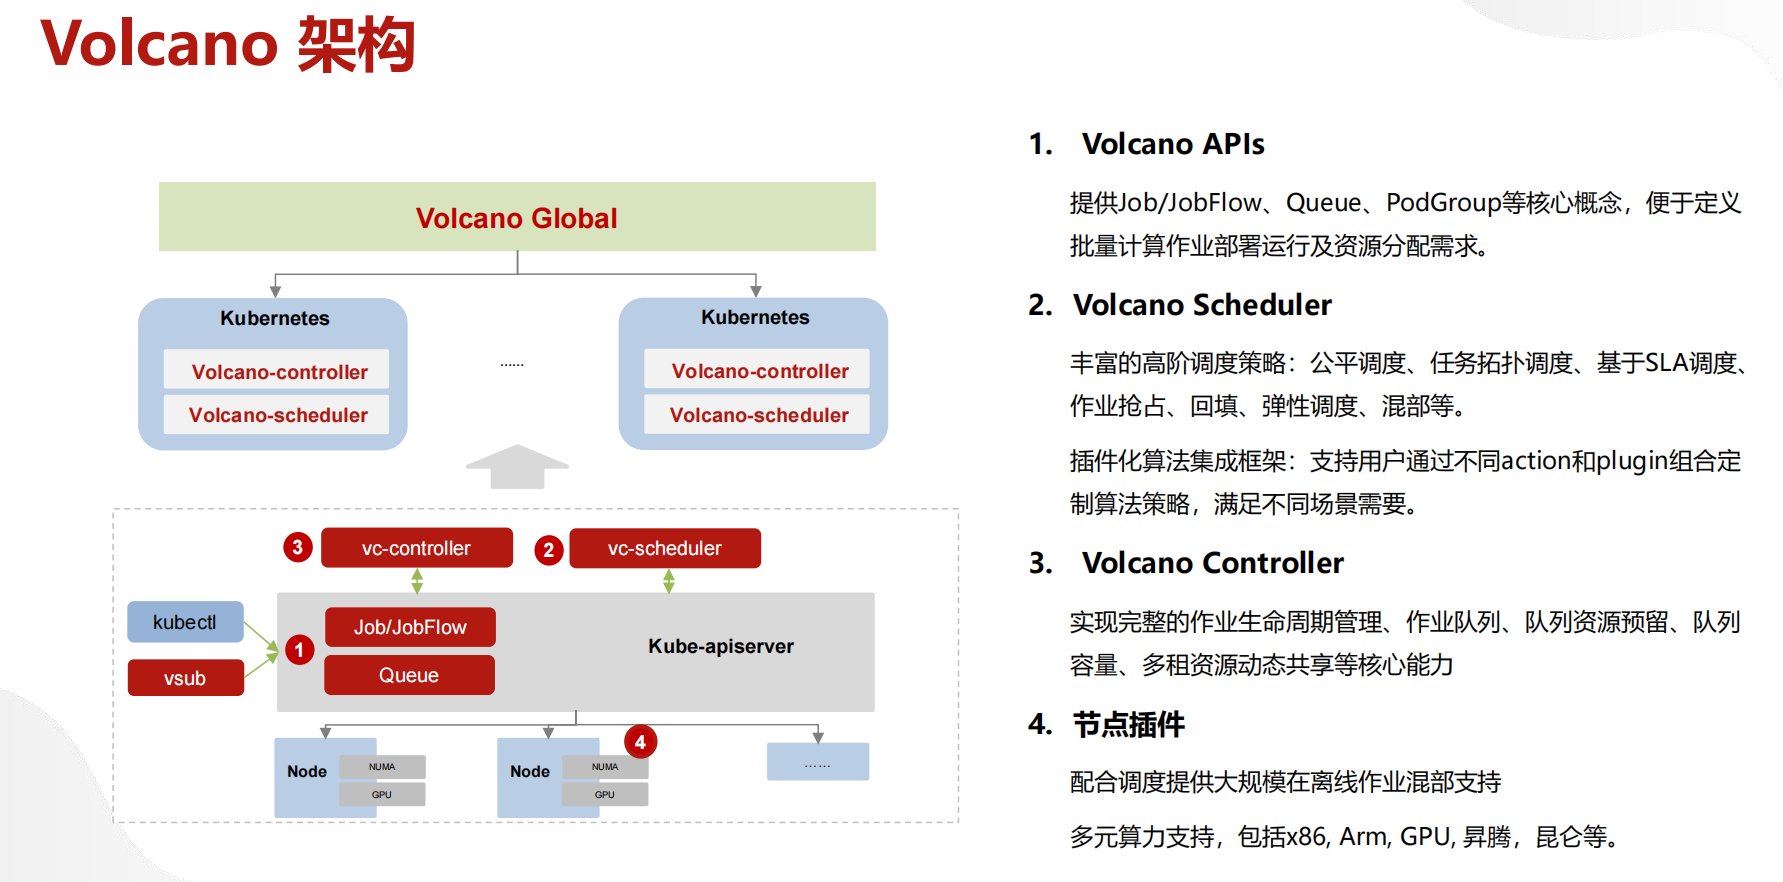 Volcano 架构
Volcano Global
Kubernetes
Volcano-controller
Volcano-scheduler
......
Kubernetes
Volcano-controller
Volcano-scheduler
3
vc-controller
2
vc-scheduler
kubectl
vsub
1
Job/JobFlow
Queue
Kube-apiserver
Node
NUMA
GPU
Node
4
NUMA
GPU
……
1. Volcano APIs
提供Job/JobFlow、Queue、PodGroup等核心概念，便于定义
批量计算作业部署运行及资源分配需求。
2. Volcano Scheduler
丰富的高阶调度策略：公平调度、任务拓扑调度、基于SLA调度、
作业抢占、回填、弹性调度、混部等。
插件化算法集成框架：支持用户通过不同action和plugin组合定
制算法策略，满足不同场景需要。
3. Volcano Controller
实现完整的作业生命周期管理、作业队列、队列资源预留、队列
容量、多租资源动态共享等核心能力
4. 节点插件
配合调度提供大规模在离线作业混部支持
多元算力支持，包括x86, Arm, GPU, 昇腾，昆仑等。